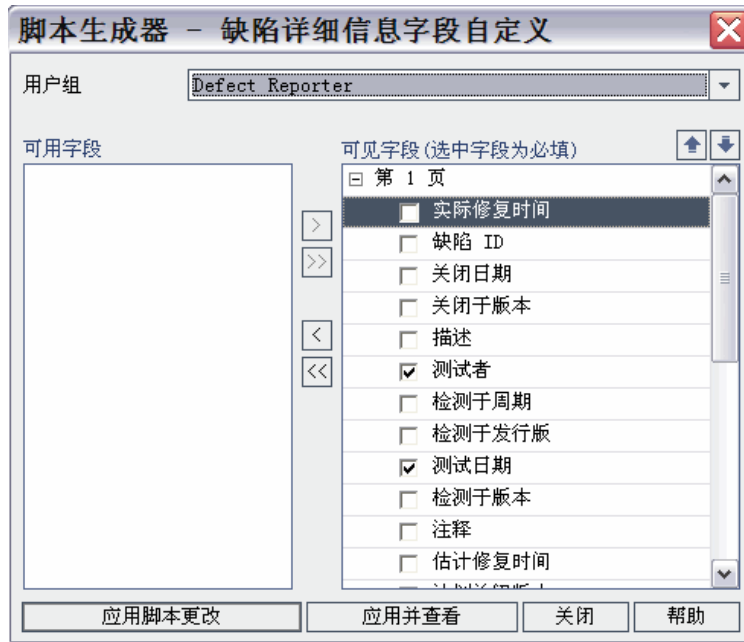 脚本生成器 - 缺陷详细信息字段自定义
用户组 Defect Reporter
可用字段
可见字段(选中字段为必填)
第 1 页
实际修复时间
缺陷 ID
关闭日期
关闭于版本
描述
测试者
检测于周期
检测于发行版
测试日期
检测于版本
注释
估计修复时间
> 
>>
<
<<
应用脚本更改 应用并查看 关闭 帮助